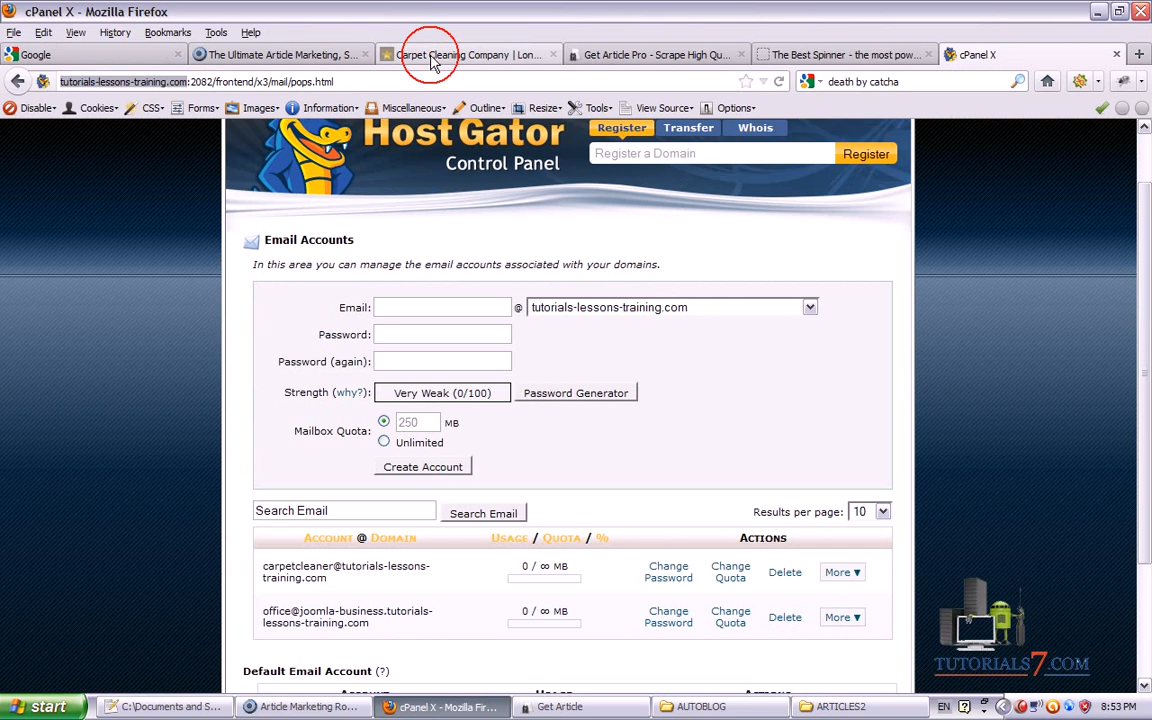 cPanel X - Mozilla Firefox
File Edit View History Bookmarks Tools Help
Google The Ultimate Article Marketing, S... Carpet Cleaning Company | Lon... Get Article Pro - Scrape High Qu... The Best Spinner - the most pow... cPanel X
tutorials-lessons-training.com:2082/frontend/x3/mail/pops.html death by catcha
Disable Cookies CSS Forms Images Information Miscellaneous Outline Resize Tools View Source Options
HostGator
Control Panel
Register Transfer Whois
Register a Domain Register
Email Accounts
In this area you can manage the email accounts associated with your domains.
Email: @ tutorials-lessons-training.com
Password:
Password (again):
Strength (why?): Very Weak (0/100) Password Generator
Mailbox Quota: 250 MB
Unlimited
Create Account
Search Email Search Email Results per page: 10
ACCOUNT @ DOMAIN USAGE / QUOTA / % ACTIONS
carpetcleaner@tutorials-lessons-
training.com 0 / ∞ MB Change Password Change Quota Delete More ▼
office@joomla-business.tutorials-
lessons-training.com 0 / ∞ MB Change Password Change Quota Delete More ▼
Default Email Account (?)
TUTORIALS7.COM
start C:\Documents and S... Article Marketing Ro... cPanel X - Mozilla Fir... Get Article AUTOBLOG ARTICLES2 EN 8:53 PM